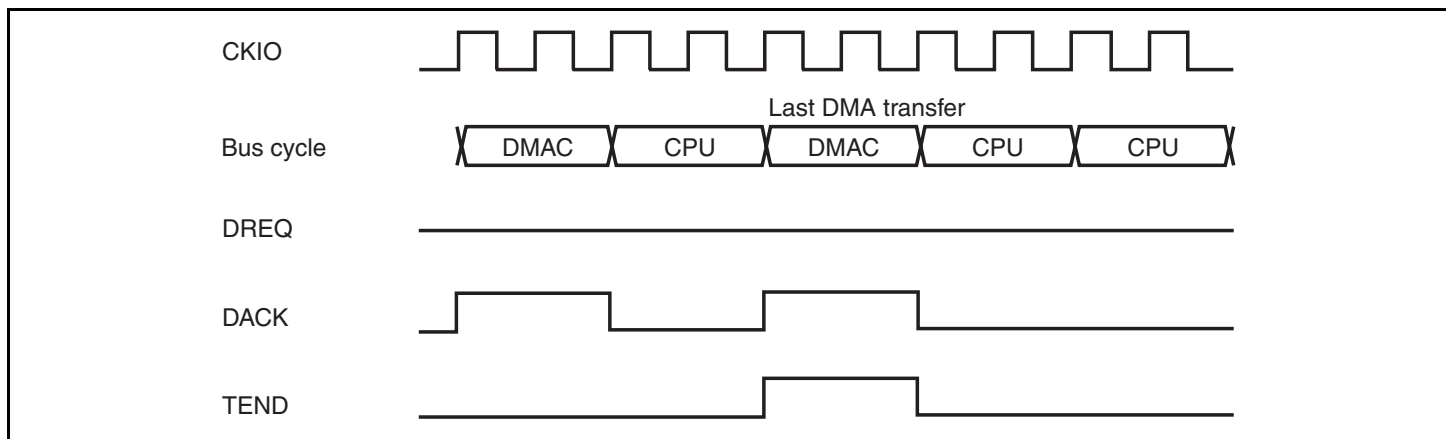 CKIO
Last DMA transfer
Bus cycle DMAC CPU DMAC CPU CPU
DREQ
DACK
TEND